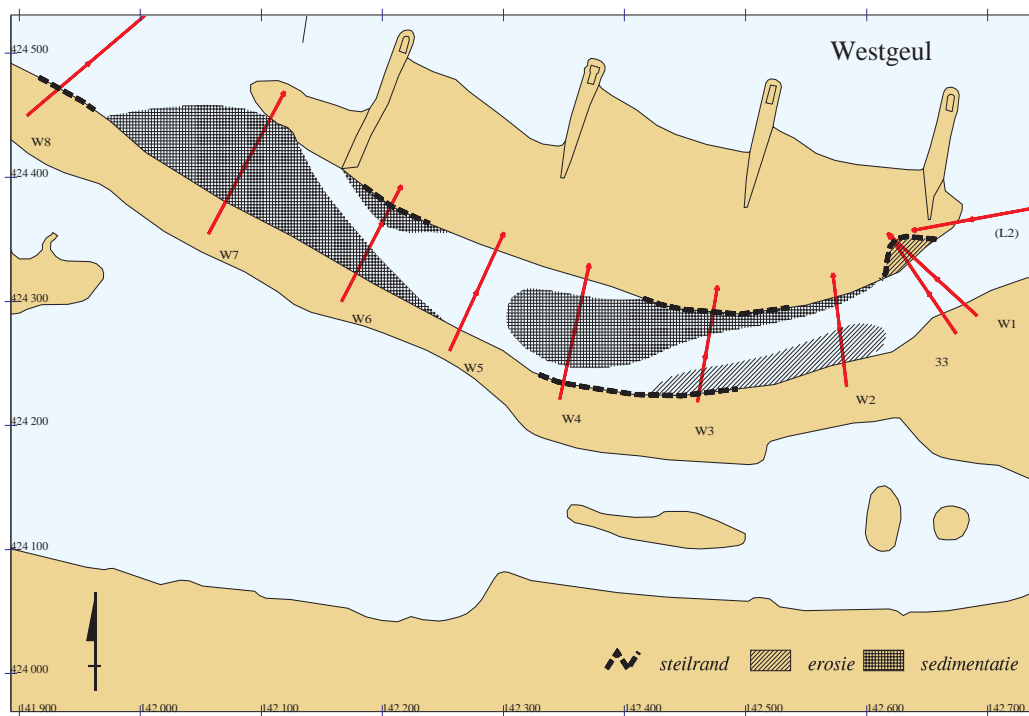 Westgeul
424 500
W8
424 400
(L2)
W7
424 300
W6
W1
W5
33
W2
W4
424 200
W3
424 100
424 000
steilrand erosie sedimentatie
141 900 142 000 142 100 142 200 142 300 142 400 142 500 142 600 142 700